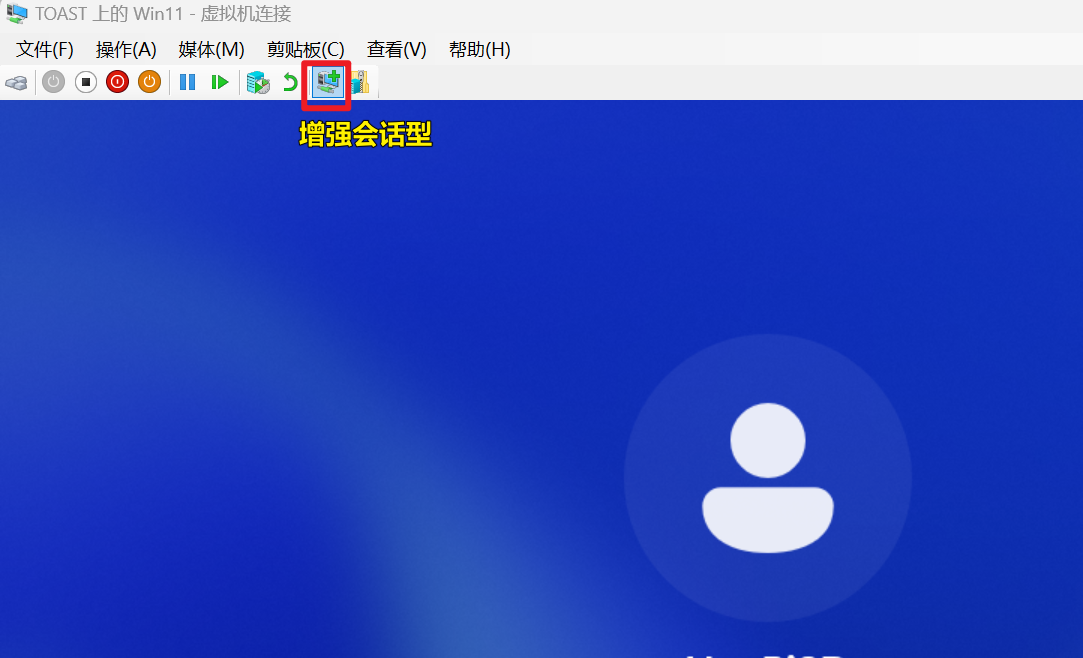 TOAST 上的 Win11 - 虚拟机连接
文件(F) 操作(A) 媒体(M) 剪贴板(C) 查看(V) 帮助(H)
增强会话型